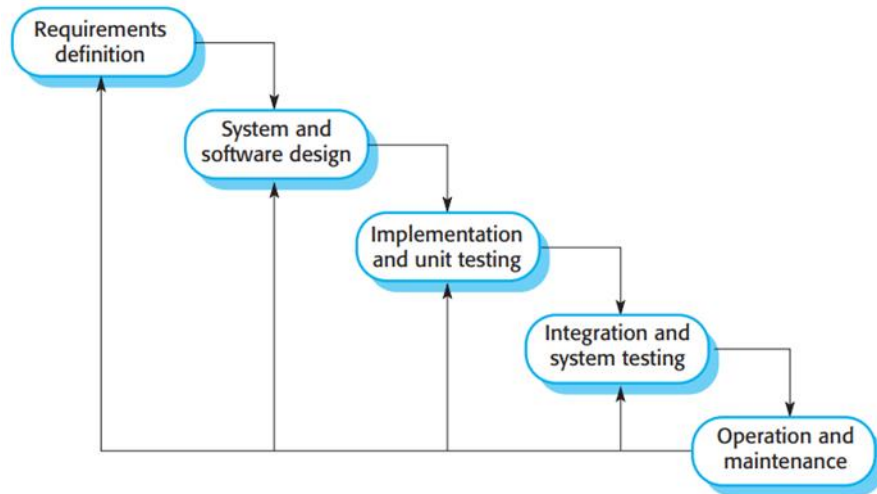 Requirements
definition
System and
software design
Implementation
and unit testing
Integration and
system testing
Operation and
maintenance